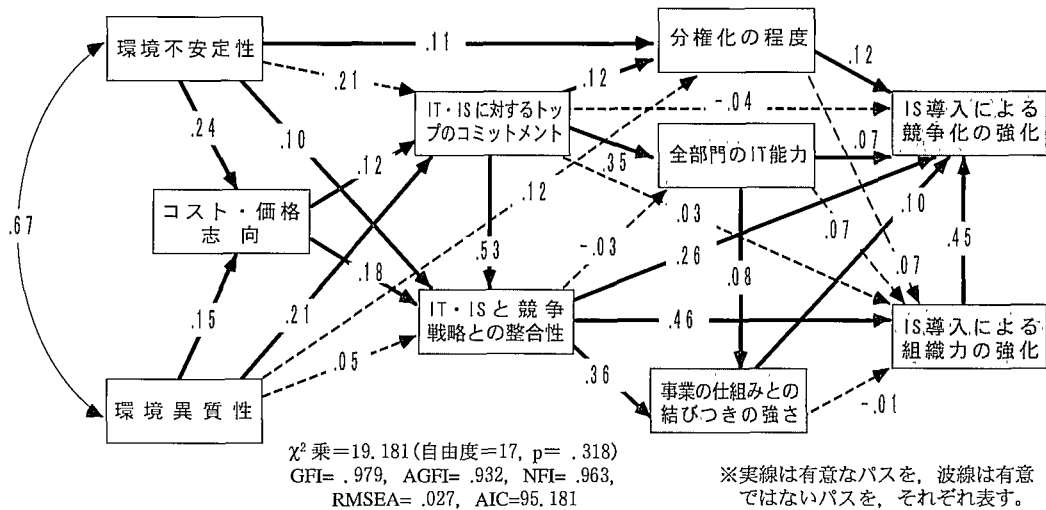 環境不安定性
.11
分権化の程度
.12
.21
.12
-.04
IT・ISに対するトッ
プのコミットメント
IS導入による
競争化の強化
.24
.10
.12
.35
全部門のIT能力
.07
.12
.67
コスト・価格
志向
.53
-.03
.03
.07
.10
.45
.18
.26
.08
.07
.15
.21
IT・ISと競争
戦略との整合性
.46
IS導入による
組織力の強化
.05
.36
環境異質性
事業の仕組みとの
結びつきの強さ
-.01
χ²乗=19.181(自由度=17, p= .318)
GFI= .979, AGFI= .932, NFI= .963,
RMSEA= .027, AIC=95.181
※実線は有意なパスを，波線は有意
ではないパスを，それぞれ表す。